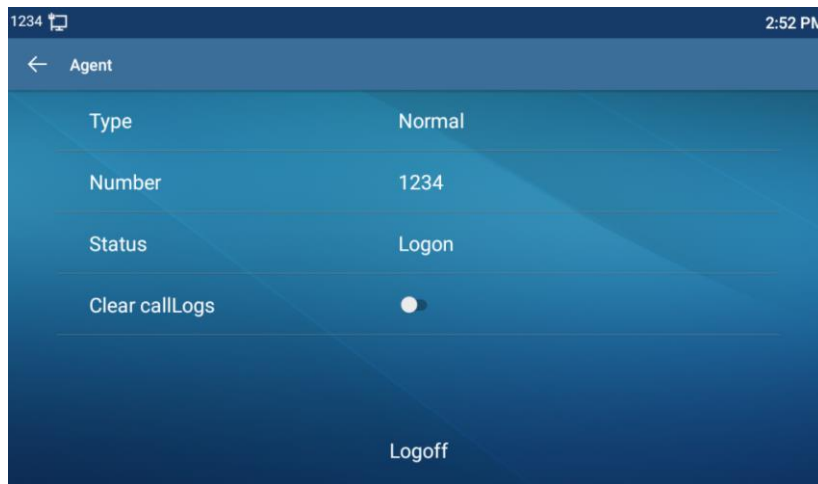 1234 2:52 PM
Agent
Type Normal
Number 1234
Status Logon
Clear callLogs
Logoff